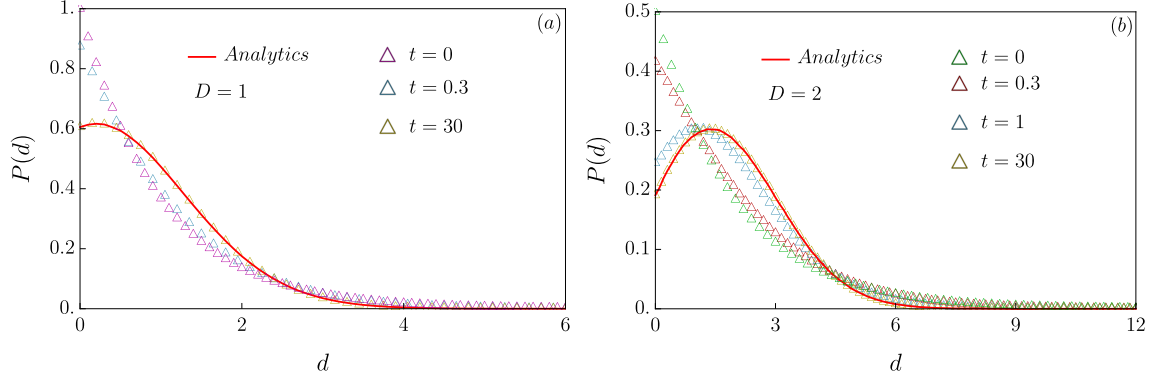 (a)
1.
0.8
0.6
0.4
0.2
0.
P(d)
Analytics
D = 1
t = 0
t = 0.3
t = 30
0 2 4 6
d
(b)
0.5
0.4
0.3
0.2
0.1
0.
P(d)
Analytics
D = 2
t = 0
t = 0.3
t = 1
t = 30
0 3 6 9 12
d